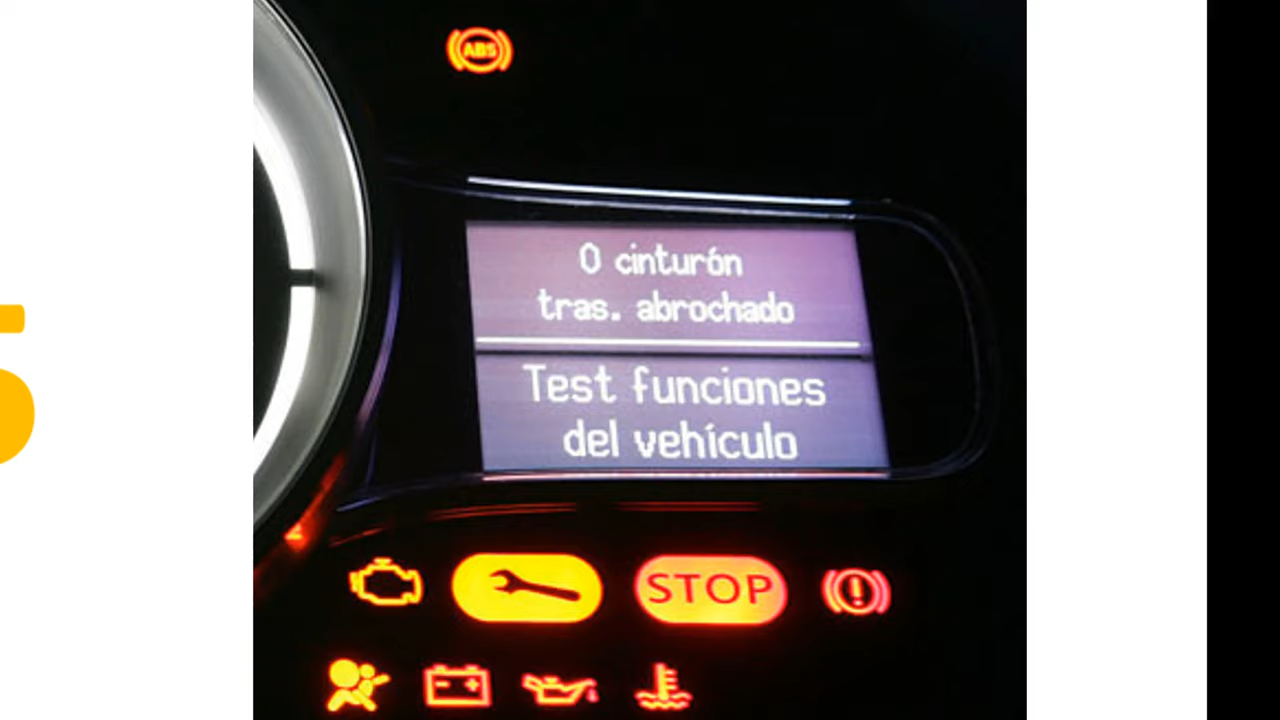 ABS
0 cinturón
tras. abrochado
Test funciones
del vehículo
STOP